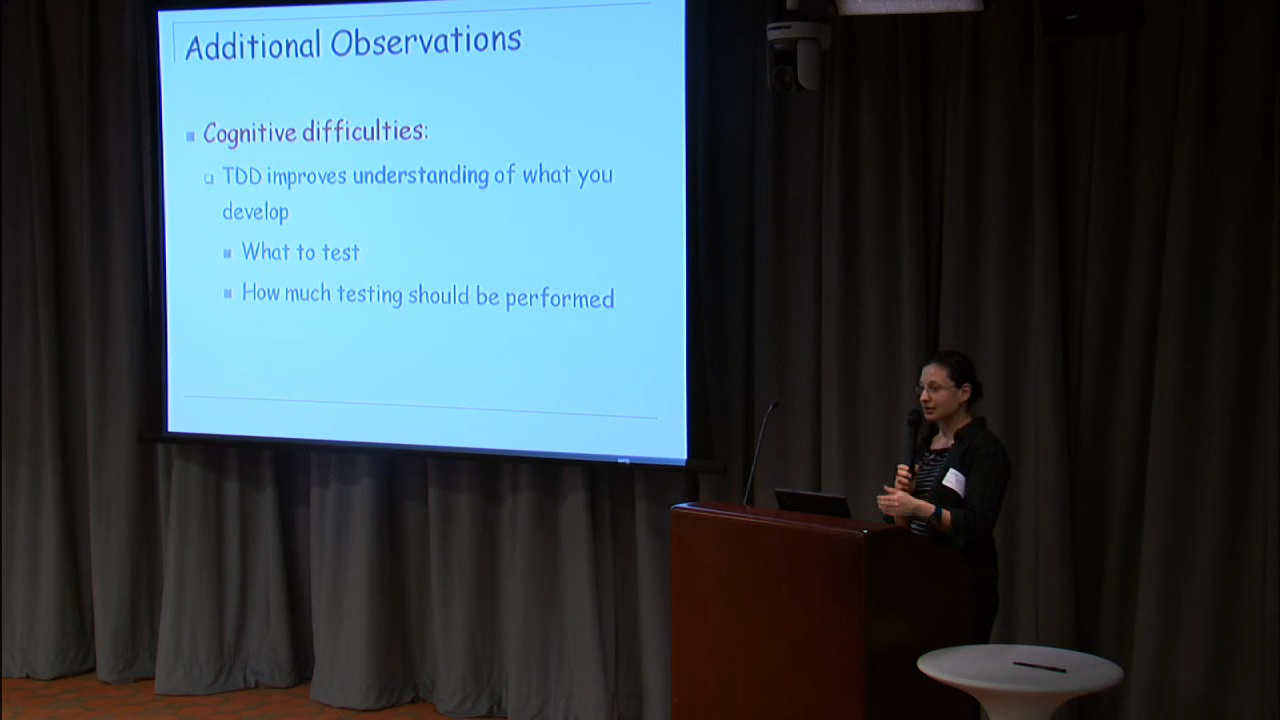 Additional Observations
Cognitive difficulties:
TDD improves understanding of what you
develop
What to test
How much testing should be performed